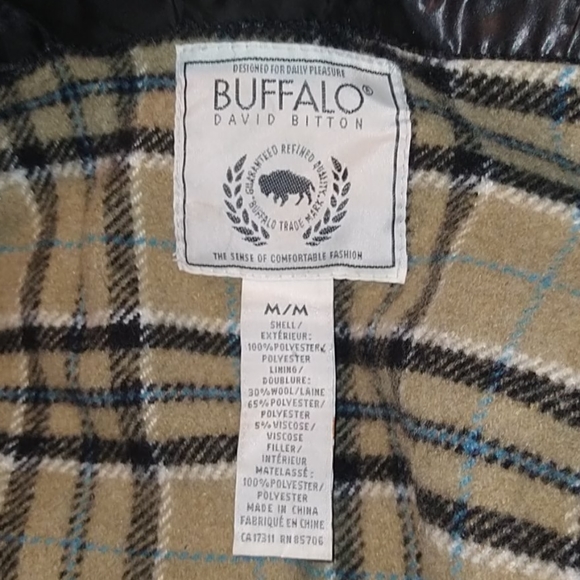 DESIGNED FOR DAILY PLEASURE
BUFFALO®
DAVID BITTON
GUARANTEED REFINED QUALITY
"BUFFALO TRADE MARK"
THE SENSE OF COMFORTABLE FASHION
M/M
SHELL/
EXTÉRIEUR:
100%POLYESTER/
POLYESTER
LINING/
DOUBLURE:
30%WOOL/LAINE
65%POLYESTER/
POLYESTER
5%VISCOSE/
VISCOSE
FILLER/
INTÉRIEUR
MATELASSÉ:
100%POLYESTER/
POLYESTER
MADE IN CHINA
FABRIQUÉ EN CHINE
CA17311 RN 85706